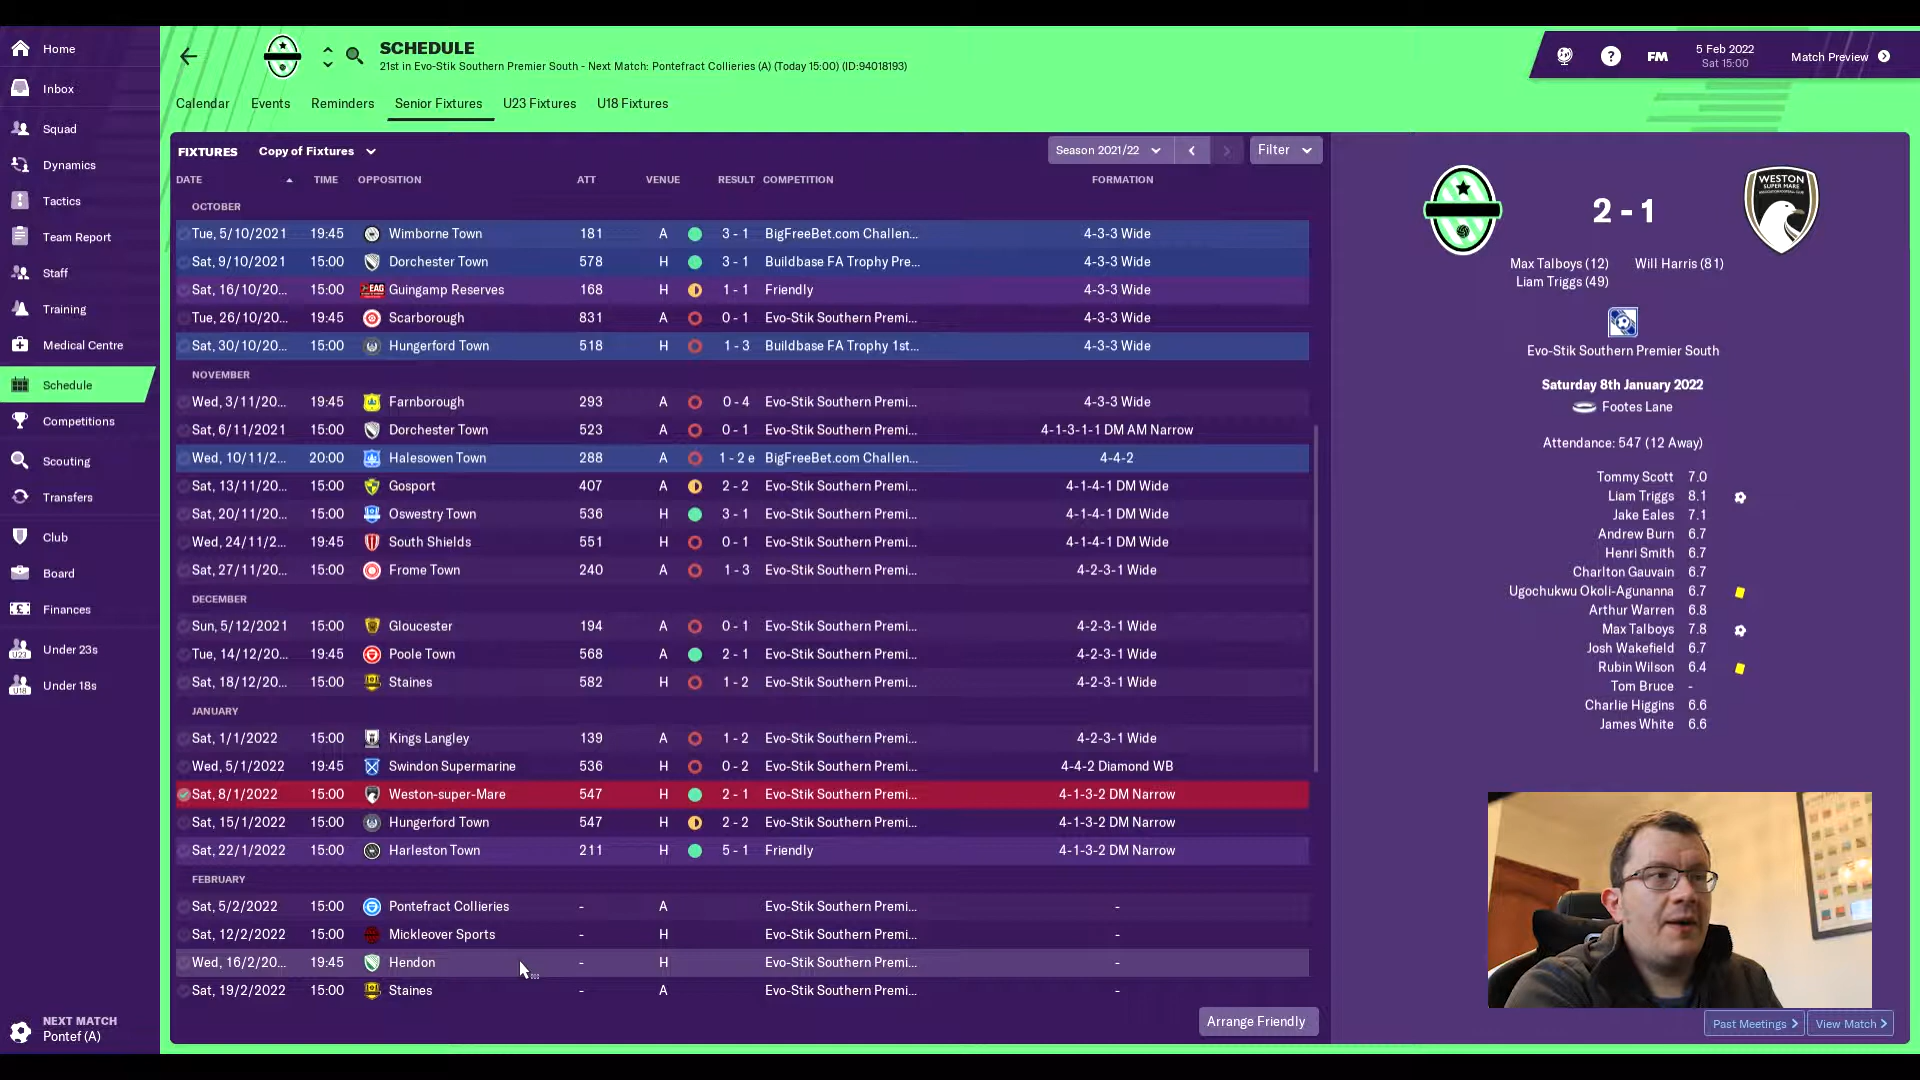 Home
Inbox
Squad
Dynamics
Tactics
Team Report
Staff
Training
Medical Centre
Schedule
Competitions
Scouting
Transfers
Club
Board
Finances
Under 23s
Under 18s
NEXT MATCH
Pontef (A)
SCHEDULE
21st in Evo-Stik Southern Premier South - Next Match: Pontefract Collieries (A) (Today 15:00) (ID:94018193)
? FM 5 Feb 2022 Match Preview
Sat 15:00
Calendar Events Reminders Senior Fixtures U23 Fixtures U18 Fixtures
FIXTURES Copy of Fixtures Season 2021/22 Filter
DATE TIME OPPOSITION ATT VENUE RESULT COMPETITION FORMATION
OCTOBER
Tue, 5/10/2021 19:45 Wimborne Town 181 A 3 - 1 BigFreeBet.com Challen... 4-3-3 Wide
Sat, 9/10/2021 15:00 Dorchester Town 578 H 3 - 1 Buildbase FA Trophy Pre... 4-3-3 Wide
Sat, 16/10/20... 15:00 EAG Guingamp Reserves 168 H 1 - 1 Friendly 4-3-3 Wide
Tue, 26/10/20... 19:45 Scarborough 831 A 0 - 1 Evo-Stik Southern Premi... 4-3-3 Wide
Sat, 30/10/20... 15:00 Hungerford Town 518 H 1 - 3 Buildbase FA Trophy 1st... 4-3-3 Wide
NOVEMBER
Wed, 3/11/20... 19:45 Farnborough 293 A 0 - 4 Evo-Stik Southern Premi... 4-3-3 Wide
Sat, 6/11/2021 15:00 Dorchester Town 523 A 0 - 1 Evo-Stik Southern Premi... 4-1-3-1-1 DM AM Narrow
Wed, 10/11/2... 20:00 Halesowen Town 288 A 1 - 2 e BigFreeBet.com Challen... 4-4-2
Sat, 13/11/20... 15:00 Gosport 407 A 2 - 2 Evo-Stik Southern Premi... 4-1-4-1 DM Wide
Sat, 20/11/20... 15:00 Oswestry Town 536 H 3 - 1 Evo-Stik Southern Premi... 4-1-4-1 DM Wide
Wed, 24/11/2... 19:45 South Shields 551 H 0 - 1 Evo-Stik Southern Premi... 4-1-4-1 DM Wide
Sat, 27/11/20... 15:00 Frome Town 240 A 1 - 3 Evo-Stik Southern Premi... 4-2-3-1 Wide
DECEMBER
Sun, 5/12/2021 15:00 Gloucester 194 A 0 - 1 Evo-Stik Southern Premi... 4-2-3-1 Wide
Tue, 14/12/20... 19:45 Poole Town 568 A 2 - 1 Evo-Stik Southern Premi... 4-2-3-1 Wide
Sat, 18/12/20... 15:00 Staines 582 H 1 - 2 Evo-Stik Southern Premi... 4-2-3-1 Wide
JANUARY
Sat, 1/1/2022 15:00 Kings Langley 139 A 1 - 2 Evo-Stik Southern Premi... 4-2-3-1 Wide
Wed, 5/1/2022 19:45 Swindon Supermarine 536 H 0 - 2 Evo-Stik Southern Premi... 4-4-2 Diamond WB
Sat, 8/1/2022 15:00 Weston-super-Mare 547 H 2 - 1 Evo-Stik Southern Premi... 4-1-3-2 DM Narrow
Sat, 15/1/2022 15:00 Hungerford Town 547 H 2 - 2 Evo-Stik Southern Premi... 4-1-3-2 DM Narrow
Sat, 22/1/2022 15:00 Harleston Town 211 H 5 - 1 Friendly 4-1-3-2 DM Narrow
FEBRUARY
Sat, 5/2/2022 15:00 Pontefract Collieries - A Evo-Stik Southern Premi... -
Sat, 12/2/2022 15:00 Mickleover Sports - H Evo-Stik Southern Premi... -
Wed, 16/2/20... 19:45 Hendon - H Evo-Stik Southern Premi... -
Sat, 19/2/2022 15:00 Staines - A Evo-Stik Southern Premi... -
Arrange Friendly
2 - 1
WESTON
SUPER MARE
Max Talboys (12) Will Harris (81)
Liam Triggs (49)
Evo-Stik Southern Premier South
Saturday 8th January 2022
Footes Lane
Attendance: 547 (12 Away)
Tommy Scott 7.0
Liam Triggs 8.1
Jake Eales 7.1
Andrew Burn 6.7
Henri Smith 6.7
Charlton Gauvain 6.7
Ugochukwu Okoli-Agunanna 6.7
Arthur Warren 6.8
Max Talboys 7.8
Josh Wakefield 6.7
Rubin Wilson 6.4
Tom Bruce -
Charlie Higgins 6.6
James White 6.6
Past Meetings View Match